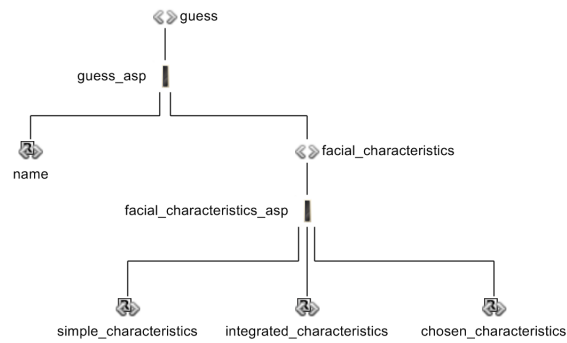 guess
guess_asp
name
facial_characteristics
facial_characteristics_asp
simple_characteristics
integrated_characteristics
chosen_characteristics